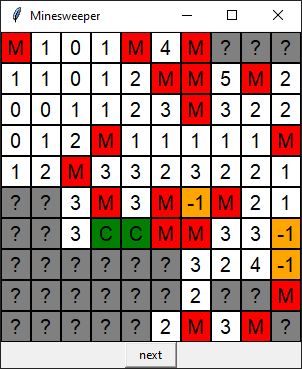 Minesweeper
M 1 0 1 M 4 M ? ? ?
1 1 0 1 2 M M 5 M 2
0 0 1 1 2 3 M 3 2 2
0 1 2 M 1 1 1 1 1 M
1 2 M 3 3 2 3 2 2 1
? ? 3 M 3 M -1 M 2 1
? ? 3 C C M M 3 3 -1
? ? ? ? ? ? 3 2 4 -1
? ? ? ? ? ? 2 ? ? M
? ? ? ? ? 2 M 3 M ?
next